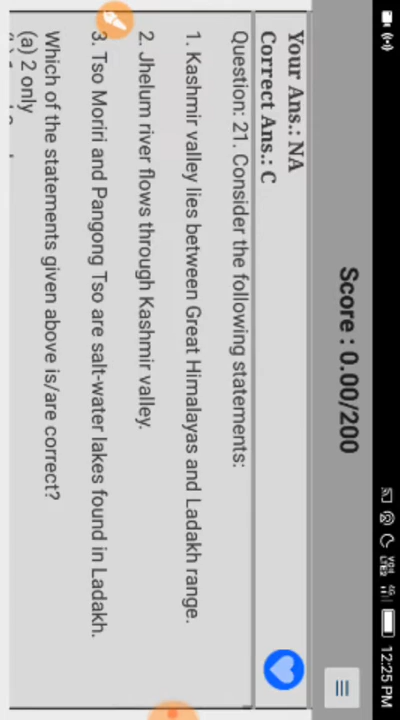 12:25 PM
Score : 0.00/200
Your Ans.: NA
Correct Ans.: C
Question: 21. Consider the following statements:
1. Kashmir valley lies between Great Himalayas and Ladakh range.
2. Jhelum river flows through Kashmir valley.
3. Tso Moriri and Pangong Tso are salt-water lakes found in Ladakh.
Which of the statements given above is/are correct?
(a) 2 only